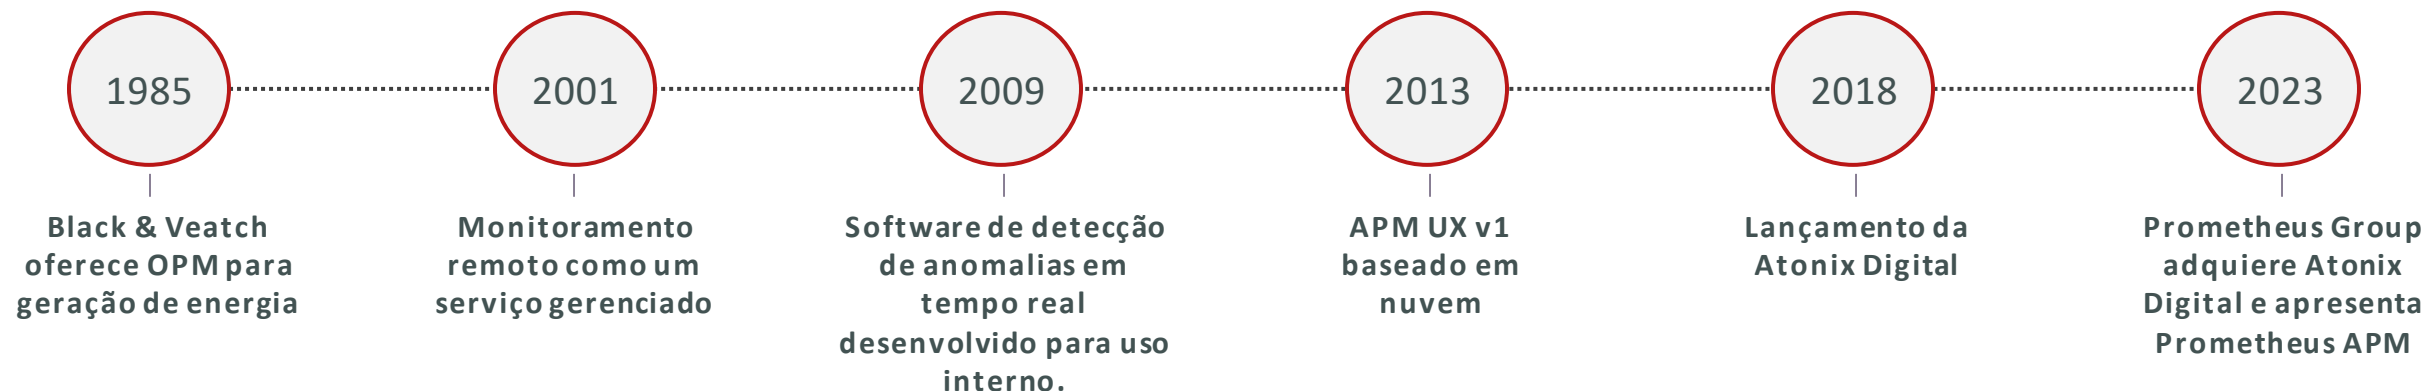 1985
Black & Veatch
oferece OPM para
geração de energia
2001
Monitoramento
remoto como um
serviço gerenciado
2009
Software de detecção
de anomalias em
tempo real
desenvolvido para uso
interno.
2013
APM UX v1
baseado em
nuvem
2018
Lançamento da
Atonix Digital
2023
Prometheus Group
adquiere Atonix
Digital e apresenta
Prometheus APM